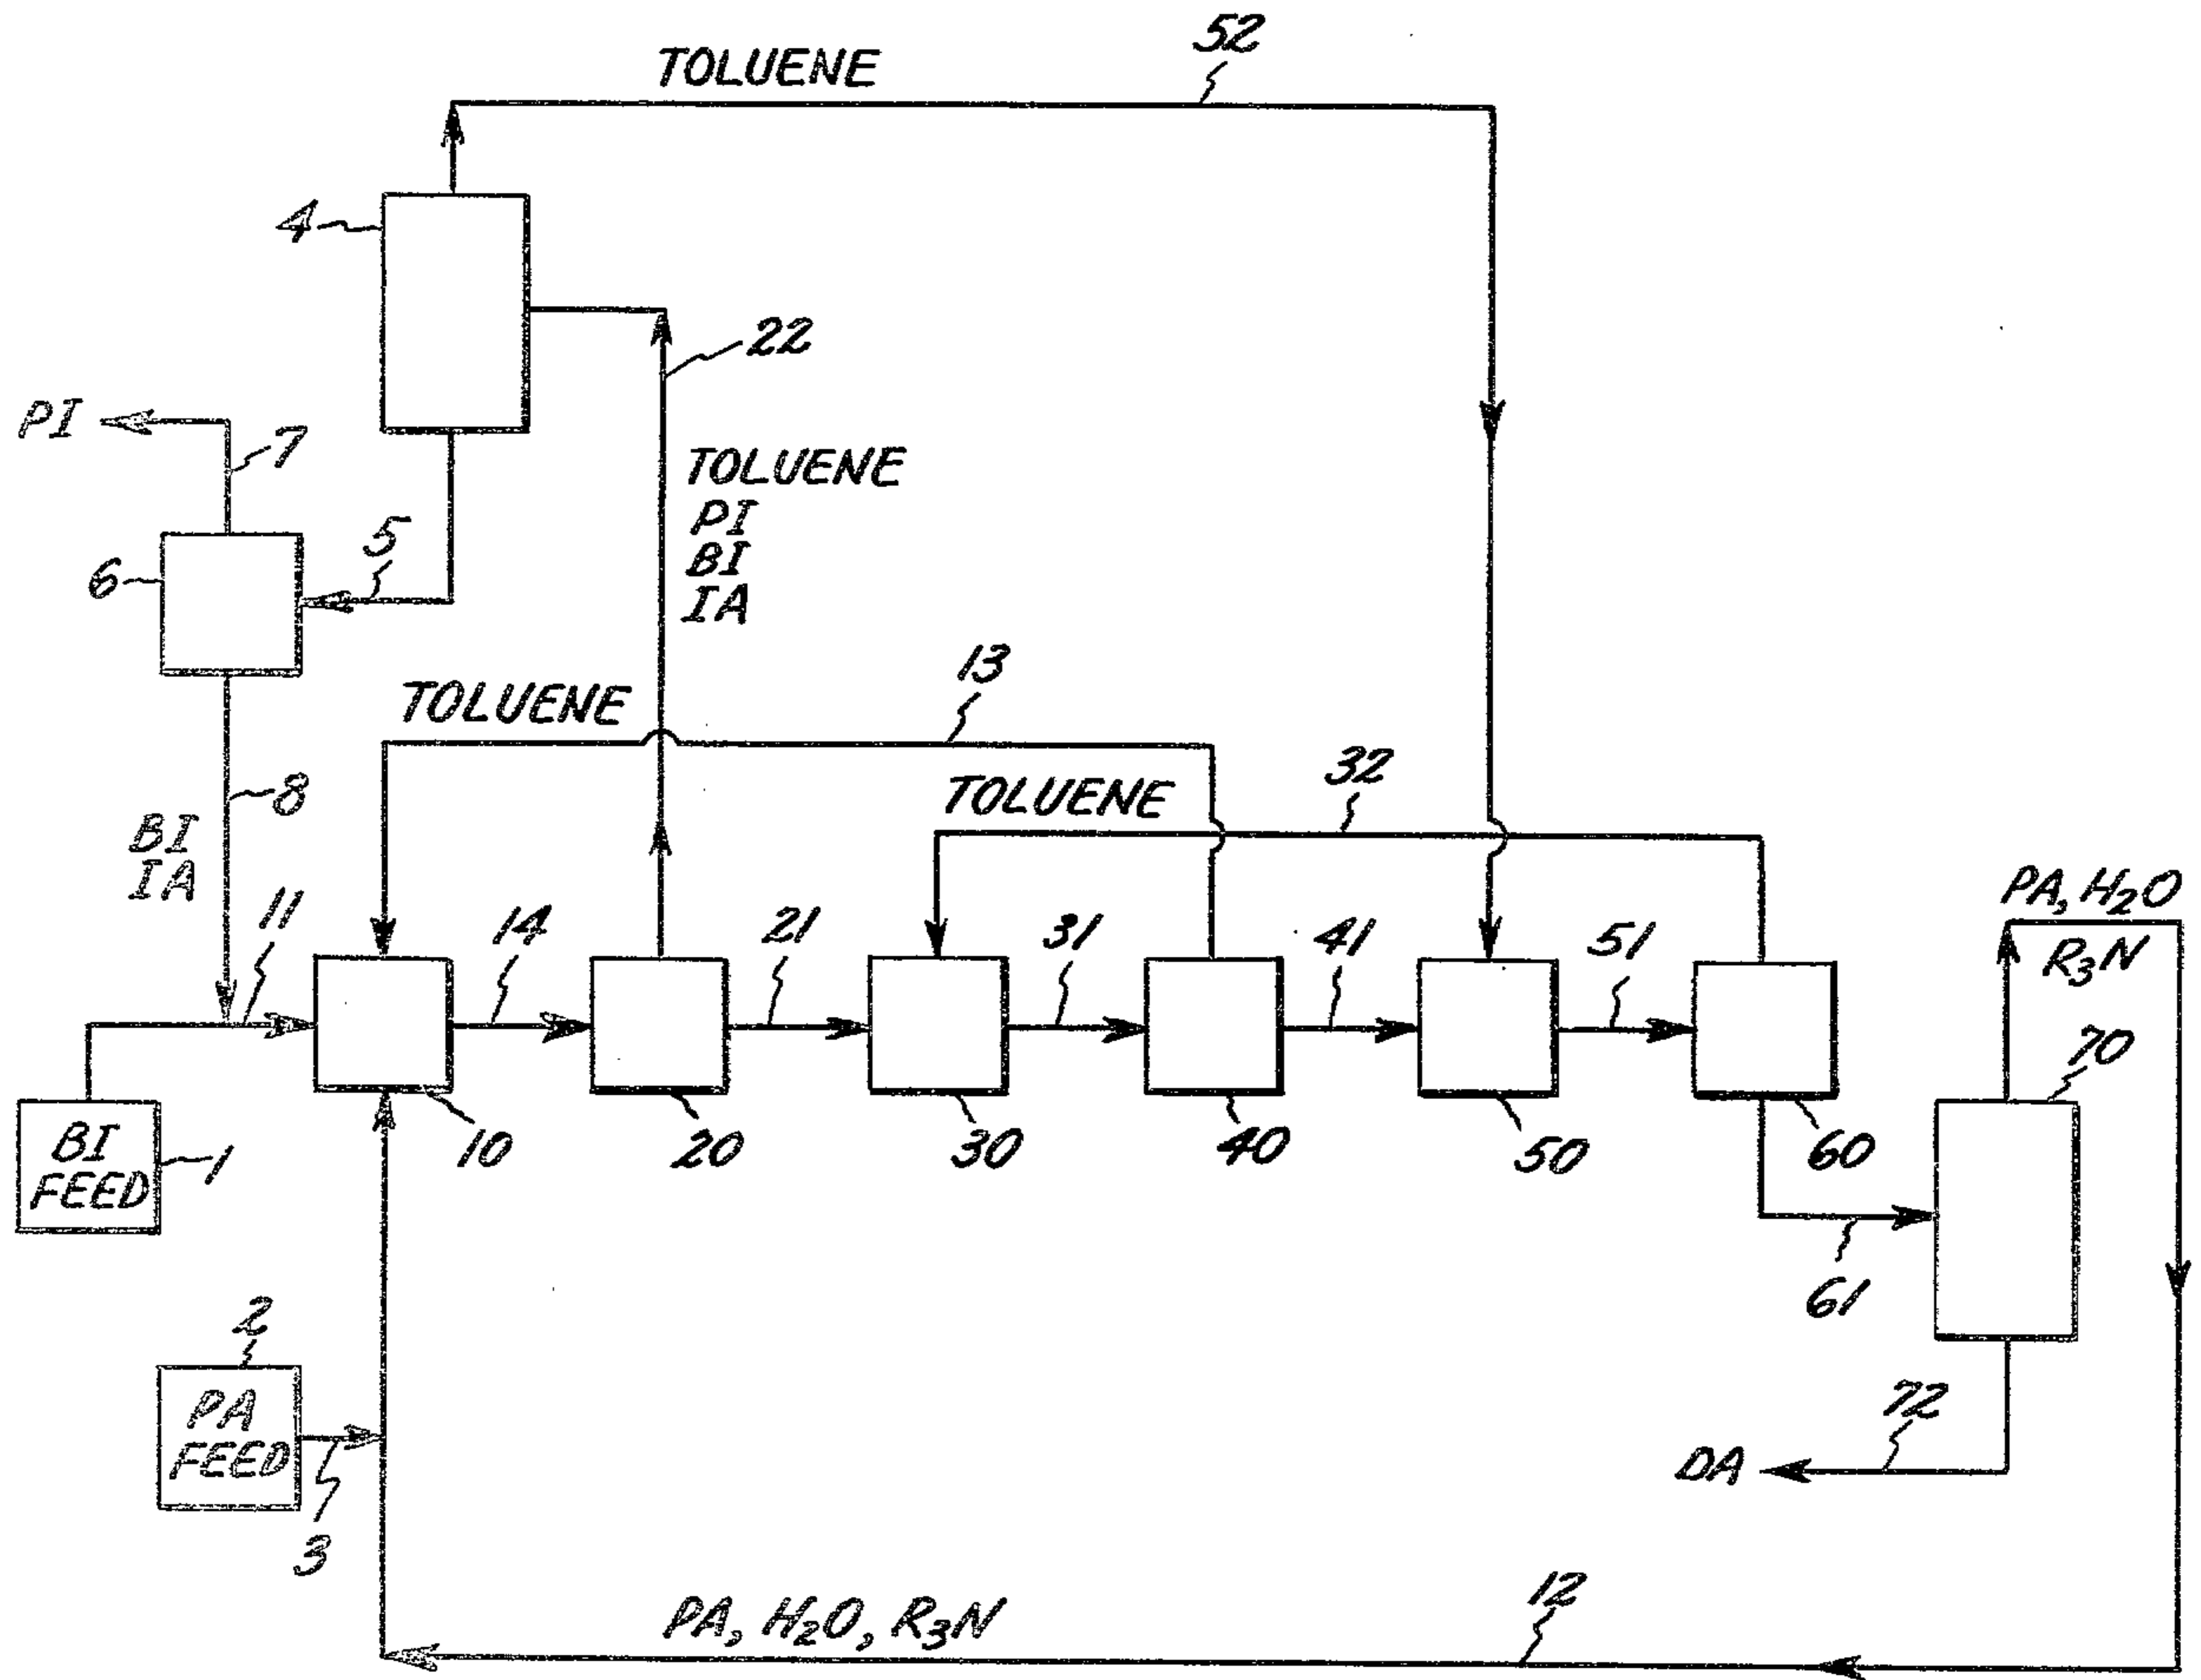 52
TOLUENE
4
22
PI
7
TOLUENE
PI
BI
IA
5
6
13
TOLUENE
32
TOLUENE
8
BI
IA
11
14
21
31
41
51
PA, H₂O
R₃N
70
BI
FEED
1
10
20
30
40
50
60
61
2
PA
FEED
3
72
DA
12
PA, H₂O, R₃N